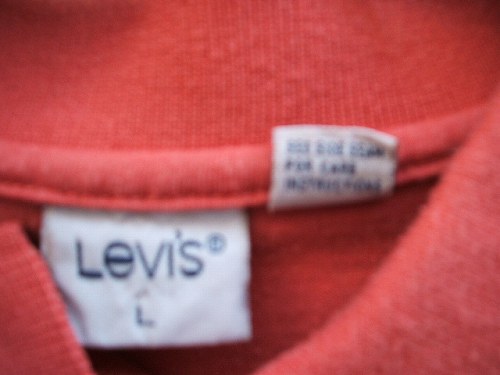 SEE SIDE SEAM
FOR CARE
INSTRUCTIONS
Levi's®
L